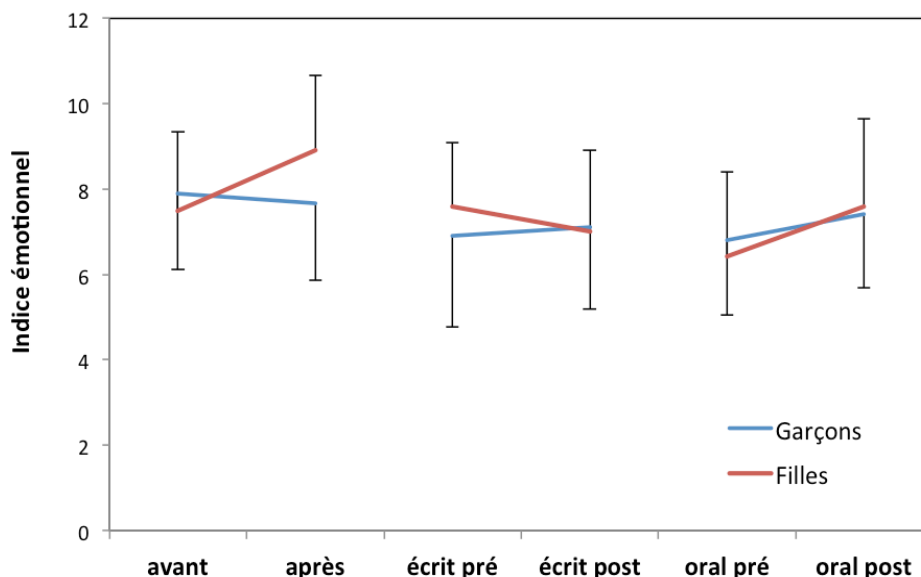 12
10
8
6
4
2
0
Indice émotionnel
Garçons
Filles
avant après écrit pré écrit post oral pré oral post